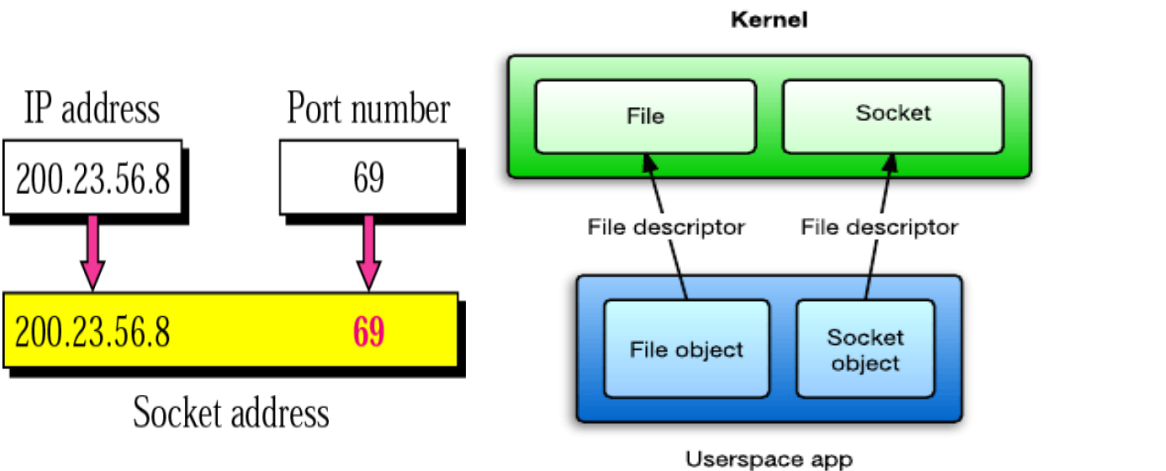 IP address
Port number
200.23.56.8
69
200.23.56.8
69
Socket address
Kernel
File
Socket
File descriptor
File descriptor
File object
Socket
object
Userspace app